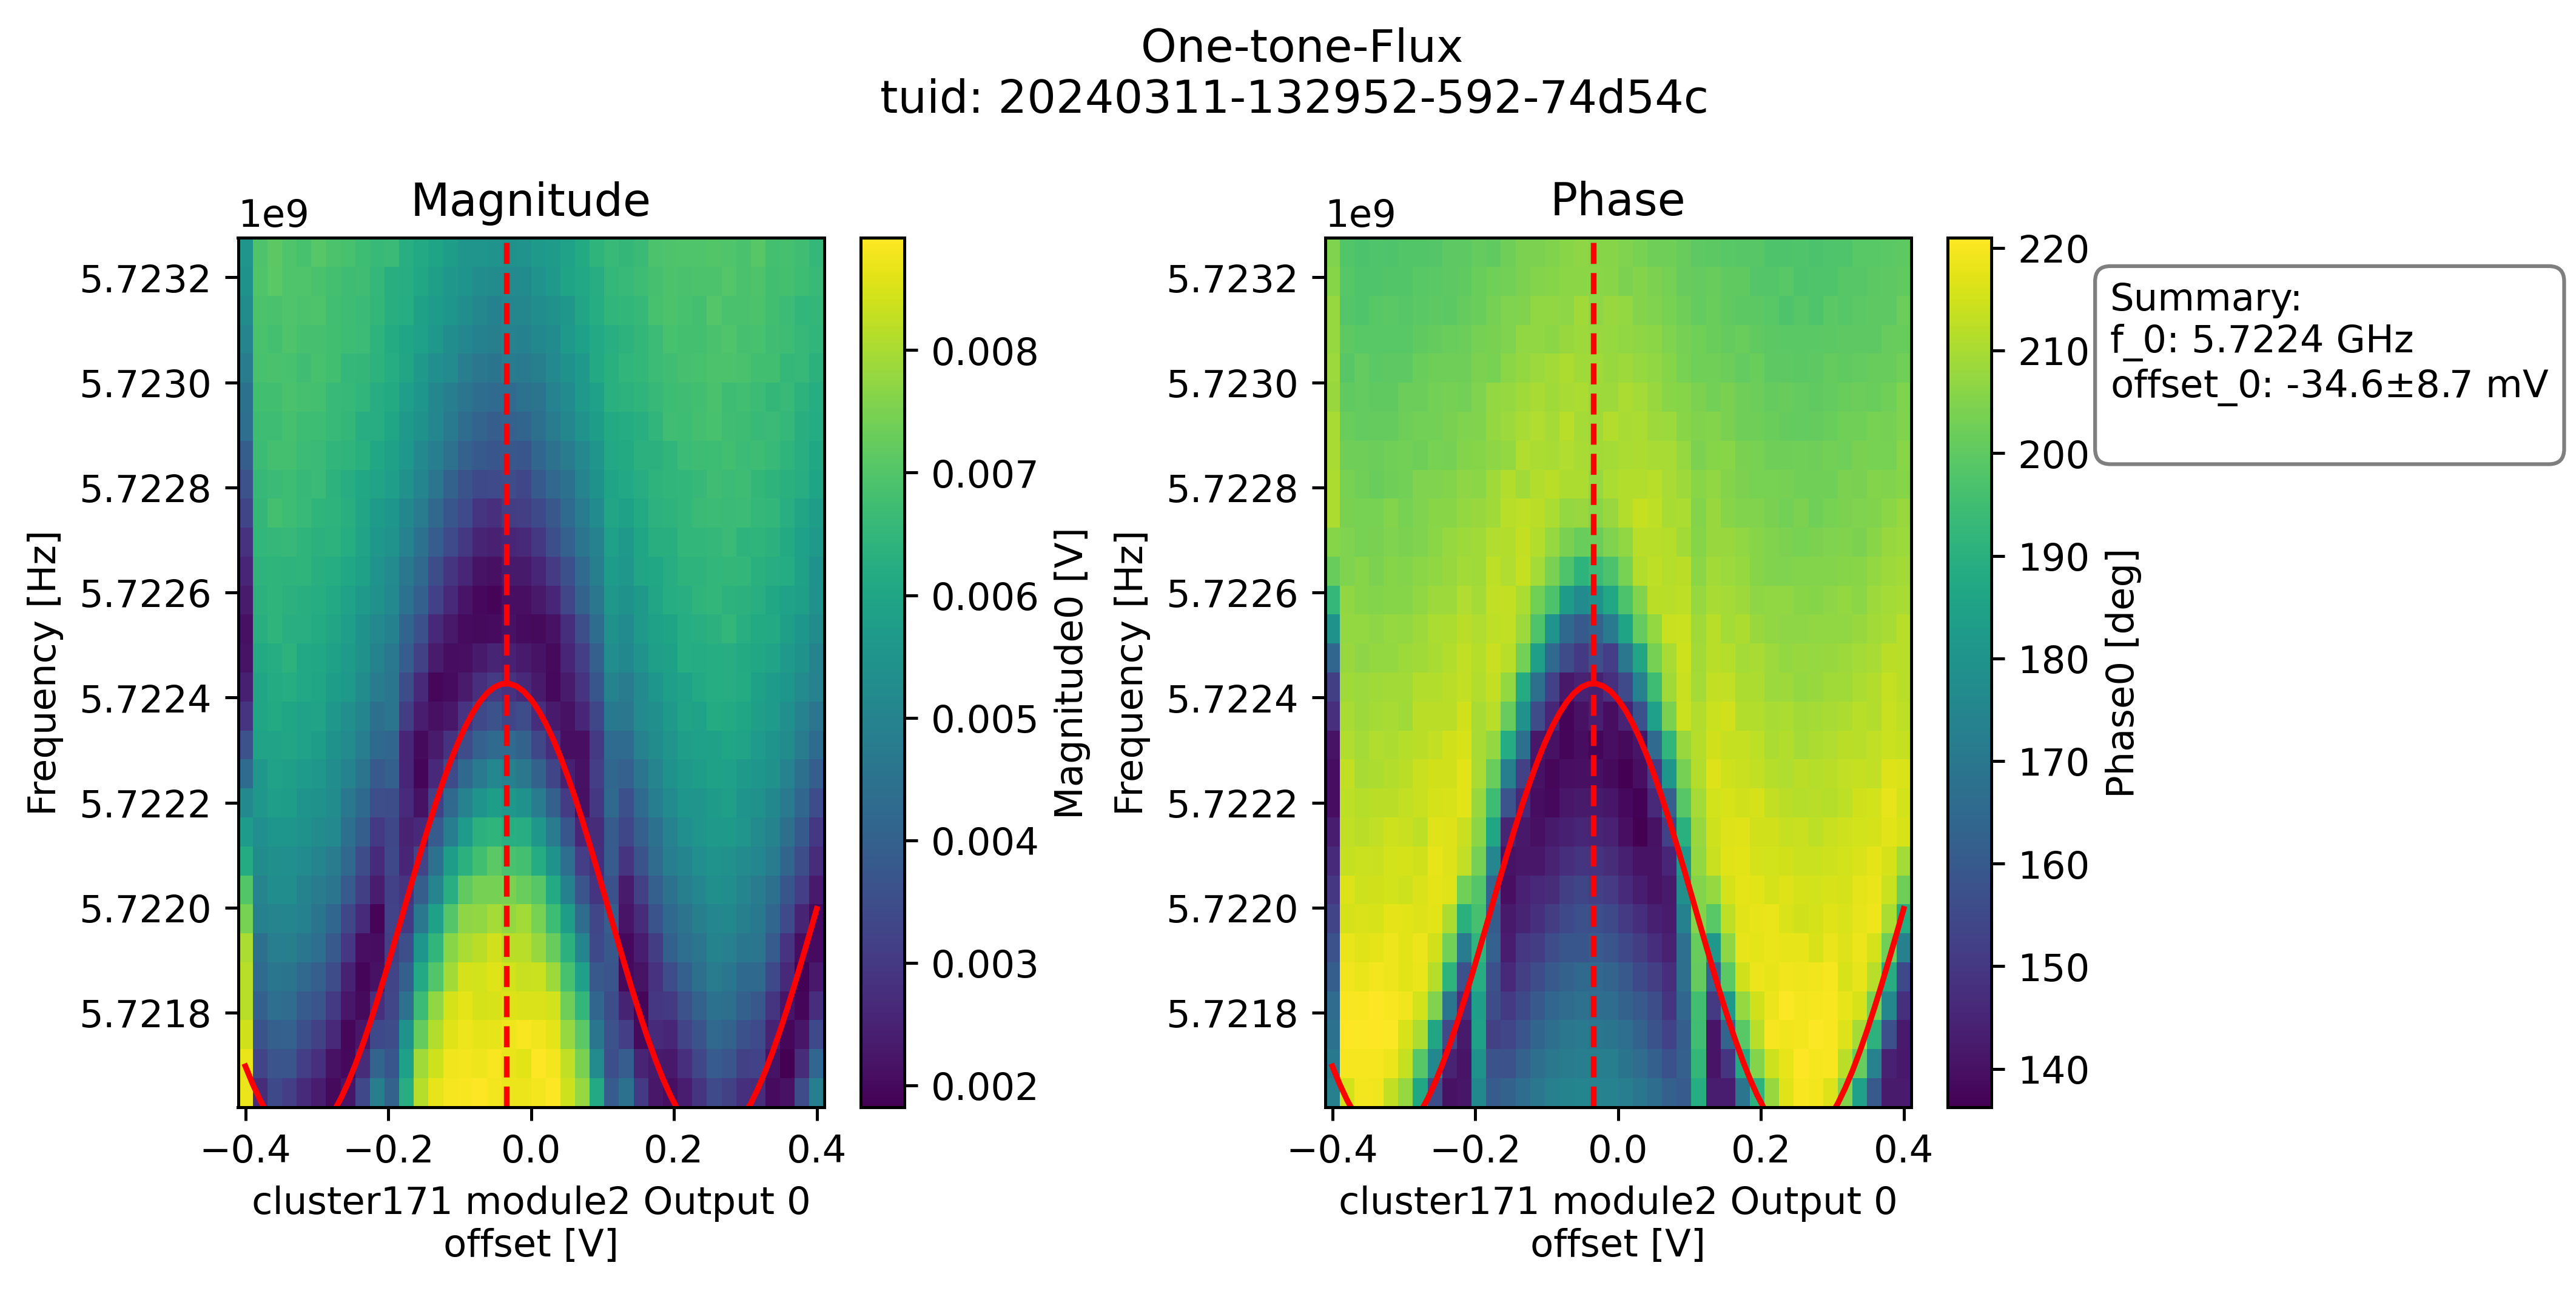 One-tone-Flux
tuid: 20240311-132952-592-74d54c
Magnitude
1e9
5.7232
5.7230
5.7228
5.7226
5.7224
5.7222
5.7220
5.7218
Frequency [Hz]
−0.4
−0.2
0.0
0.2
0.4
cluster171 module2 Output 0
offset [V]
0.008
0.007
0.006
0.005
0.004
0.003
0.002
Magnitude0 [V]
Phase
1e9
5.7232
5.7230
5.7228
5.7226
5.7224
5.7222
5.7220
5.7218
Frequency [Hz]
−0.4
−0.2
0.0
0.2
0.4
cluster171 module2 Output 0
offset [V]
220
210
200
190
180
170
160
150
140
Phase0 [deg]
Summary:
f_0: 5.7224 GHz
offset_0: -34.6±8.7 mV